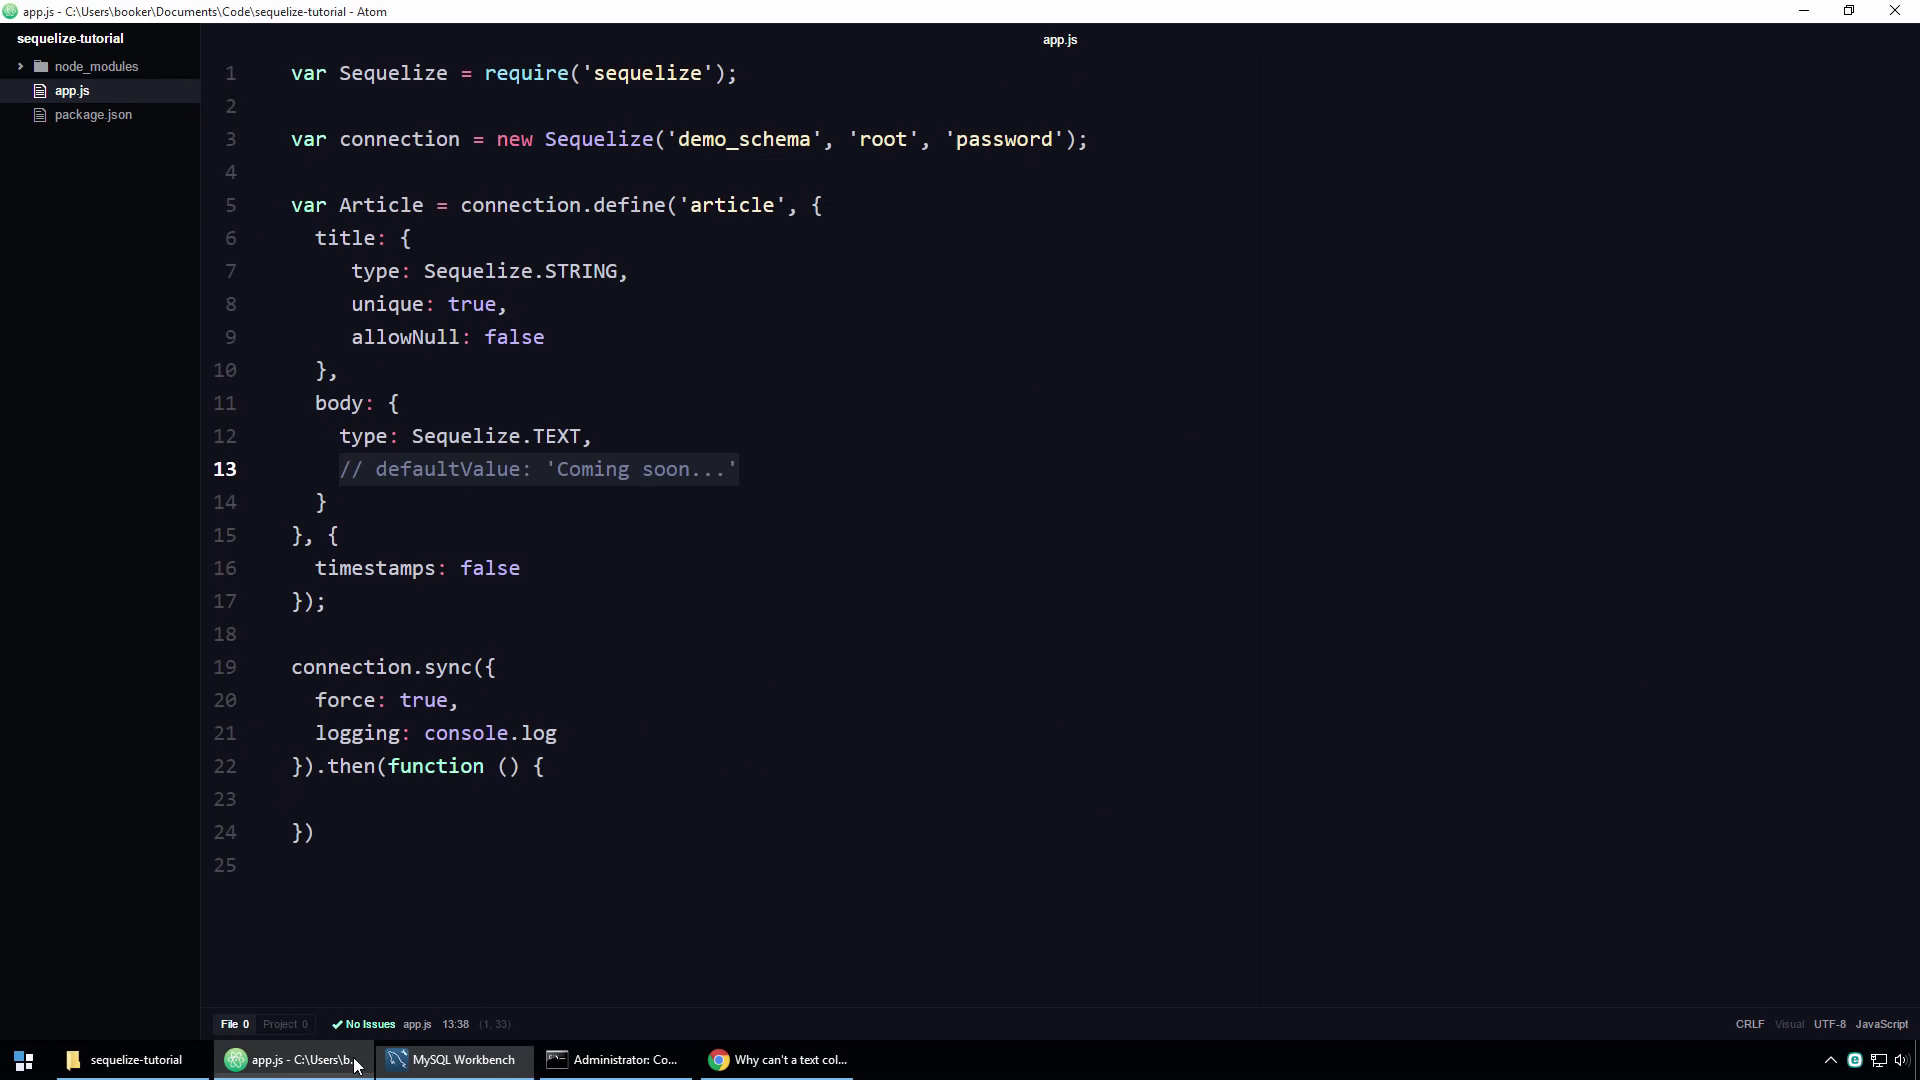 app.js - C:\Users\booker\Documents\Code\sequelize-tutorial - Atom
sequelize-tutorial
node_modules
app.js
package.json
app.js
1 var Sequelize = require('sequelize');
2
3 var connection = new Sequelize('demo_schema', 'root', 'password');
4
5 var Article = connection.define('article', {
6 title: {
7 type: Sequelize.STRING,
8 unique: true,
9 allowNull: false
10 },
11 body: {
12 type: Sequelize.TEXT,
13 // defaultValue: 'Coming soon...'
14 }
15 }, {
16 timestamps: false
17 });
18
19 connection.sync({
20 force: true,
21 logging: console.log
22 }).then(function () {
23
24 })
25
File 0 Project 0 No Issues app.js 13:38 (1, 33) CRLF Visual UTF-8 JavaScript
sequelize-tutorial app.js - C:\Users\b... MySQL Workbench Administrator: Co... Why can't a text col...